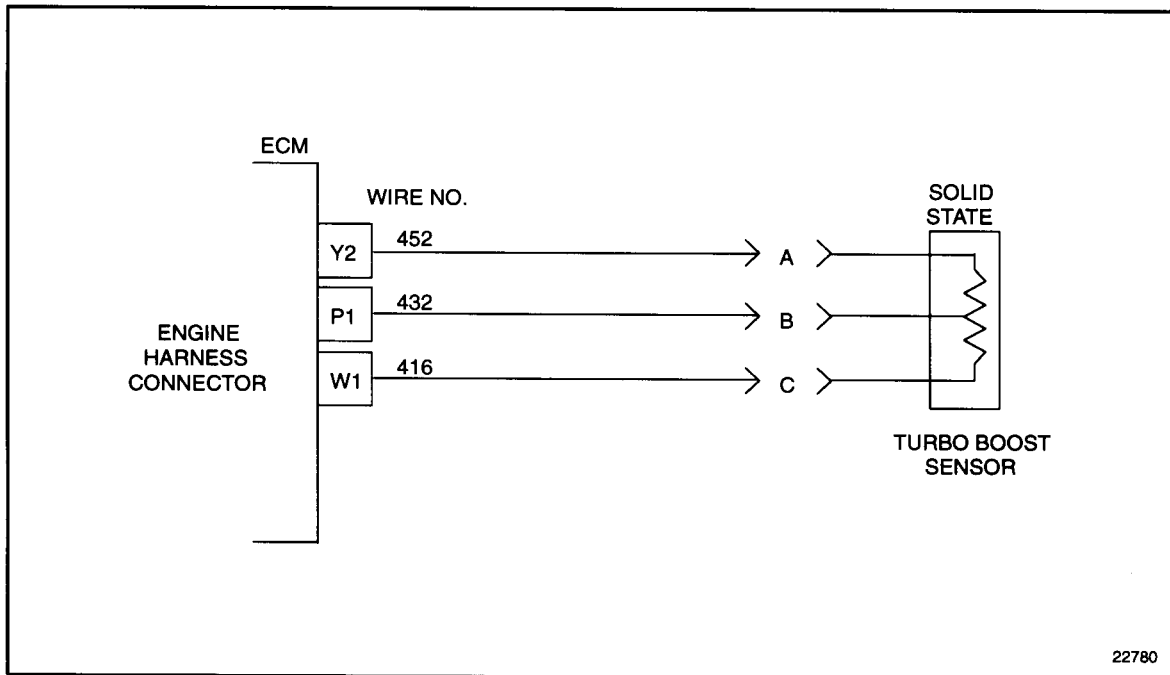 ECM
WIRE NO.
SOLID
STATE
Y2
452
A
P1
432
B
ENGINE
HARNESS
CONNECTOR
W1
416
C
TURBO BOOST
SENSOR
22780